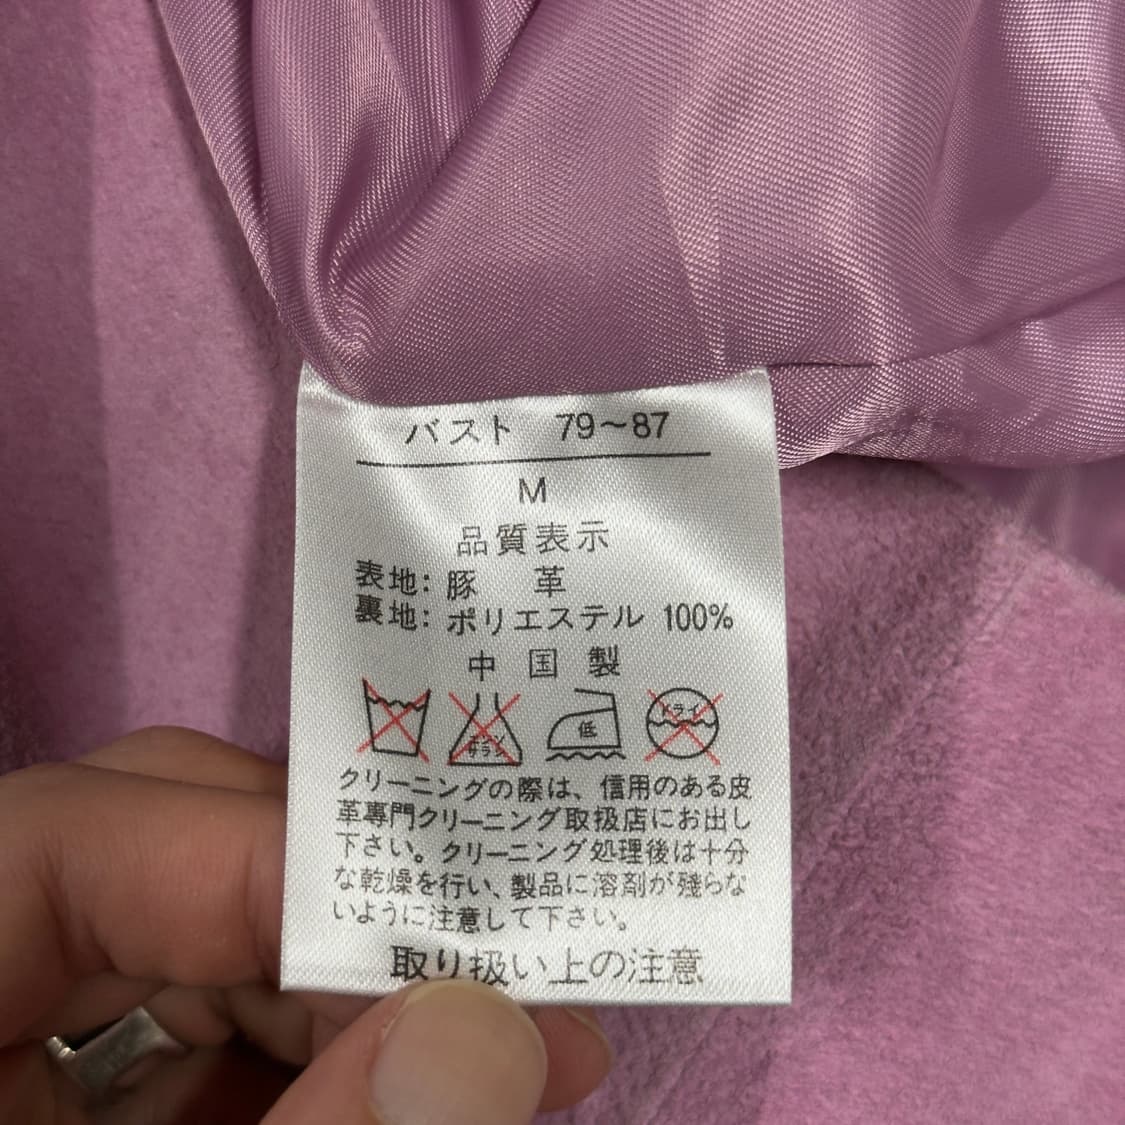 バスト 79〜87
M
品質表示
表地: 豚 革
裏地: ポリエステル 100%
中国製
低
ドライ
クリーニングの際は、信用のある皮
革専門クリーニング取扱店にお出し
下さい。クリーニング処理後は十分
な乾燥を行い、製品に溶剤が残らな
いように注意して下さい。
取り扱い上の注意